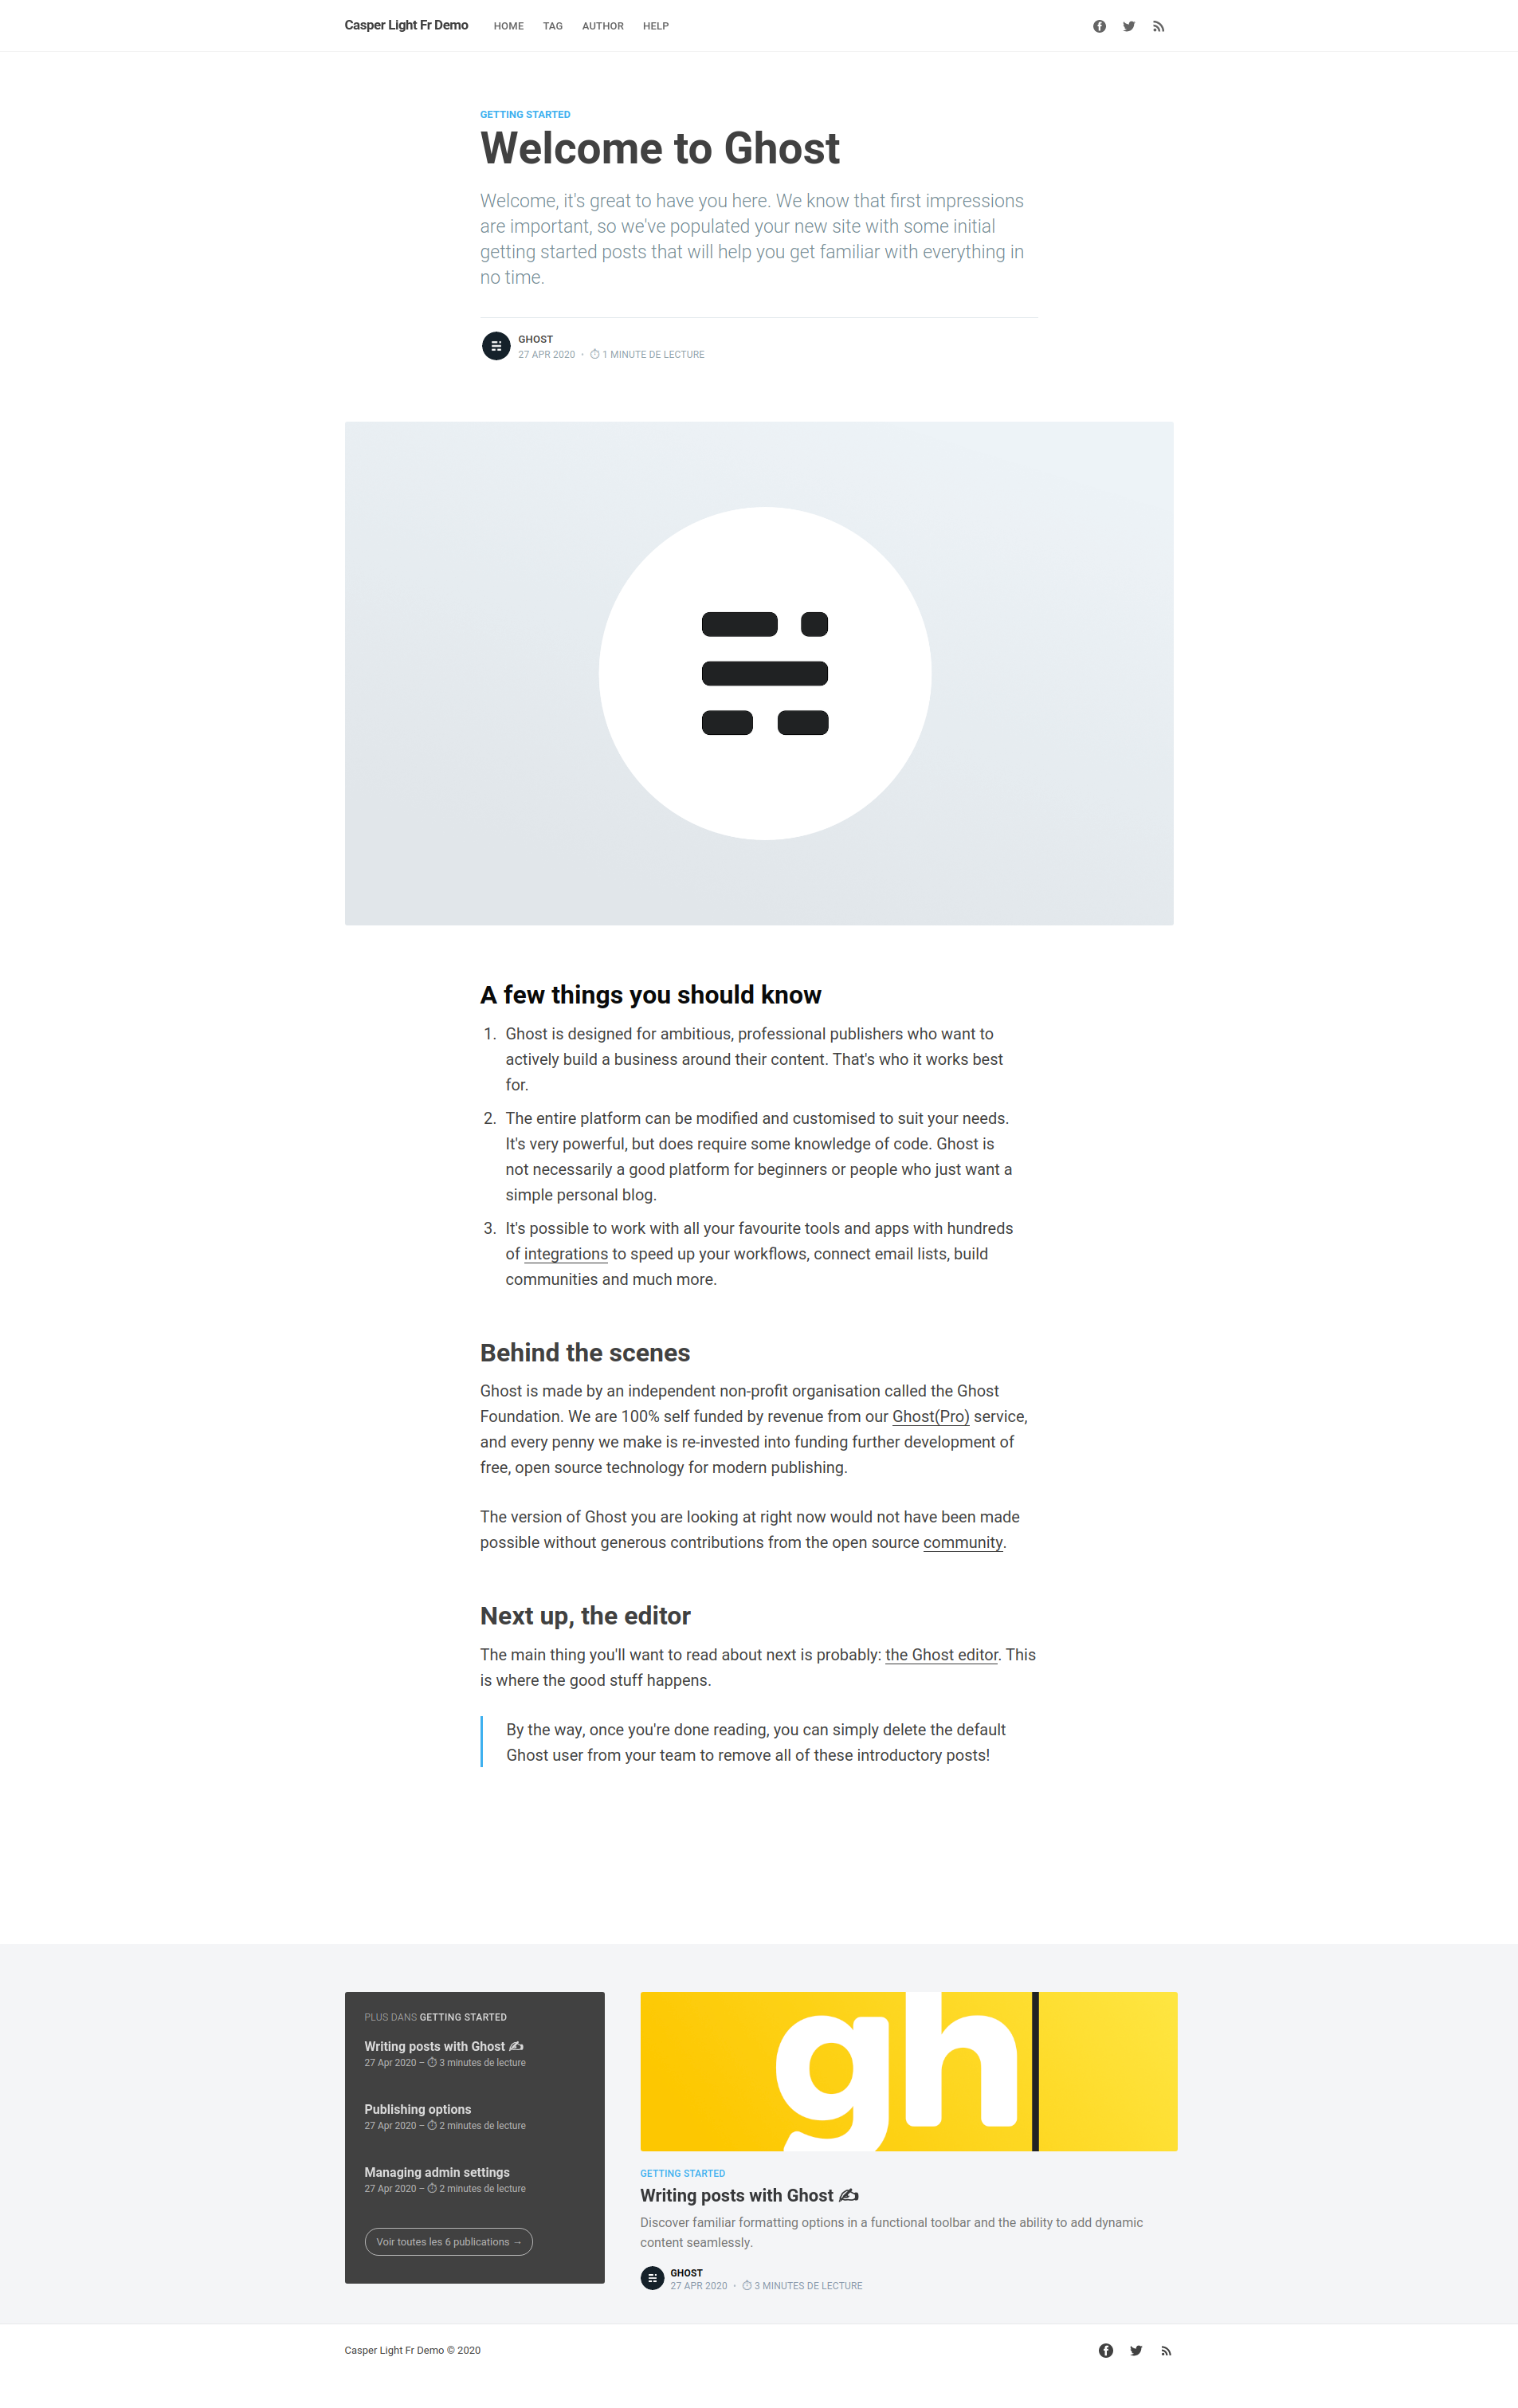 Casper Light Fr Demo HOME TAG AUTHOR HELP
GETTING STARTED
Welcome to Ghost
Welcome, it's great to have you here. We know that first impressions
are important, so we've populated your new site with some initial
getting started posts that will help you get familiar with everything in
no time.
GHOST
27 APR 2020 • ⏱ 1 MINUTE DE LECTURE
A few things you should know
1. Ghost is designed for ambitious, professional publishers who want to
actively build a business around their content. That's who it works best
for.
2. The entire platform can be modified and customised to suit your needs.
It's very powerful, but does require some knowledge of code. Ghost is
not necessarily a good platform for beginners or people who just want a
simple personal blog.
3. It's possible to work with all your favourite tools and apps with hundreds
of integrations to speed up your workflows, connect email lists, build
communities and much more.
Behind the scenes
Ghost is made by an independent non-profit organisation called the Ghost
Foundation. We are 100% self funded by revenue from our Ghost(Pro) service,
and every penny we make is re-invested into funding further development of
free, open source technology for modern publishing.
The version of Ghost you are looking at right now would not have been made
possible without generous contributions from the open source community.
Next up, the editor
The main thing you'll want to read about next is probably: the Ghost editor. This
is where the good stuff happens.
By the way, once you're done reading, you can simply delete the default
Ghost user from your team to remove all of these introductory posts!
PLUS DANS GETTING STARTED
Writing posts with Ghost ✍
27 Apr 2020 – ⏱ 3 minutes de lecture
Publishing options
27 Apr 2020 – ⏱ 2 minutes de lecture
Managing admin settings
27 Apr 2020 – ⏱ 2 minutes de lecture
Voir toutes les 6 publications →
gh
GETTING STARTED
Writing posts with Ghost ✍
Discover familiar formatting options in a functional toolbar and the ability to add dynamic
content seamlessly.
GHOST
27 APR 2020 • ⏱ 3 MINUTES DE LECTURE
Casper Light Fr Demo © 2020